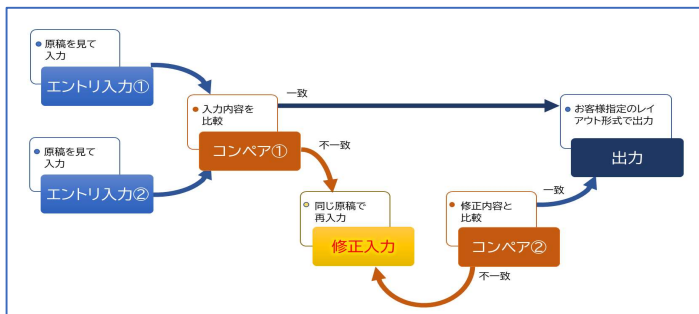 原稿を見て
入力
エントリ入力①
原稿を見て
入力
エントリ入力②
入力内容を
比較
コンペア①
一致
不一致
同じ原稿で
再入力
修正入力
修正内容と
比較
コンペア②
不一致
一致
お客様指定のレイ
アウト形式で出力
出力